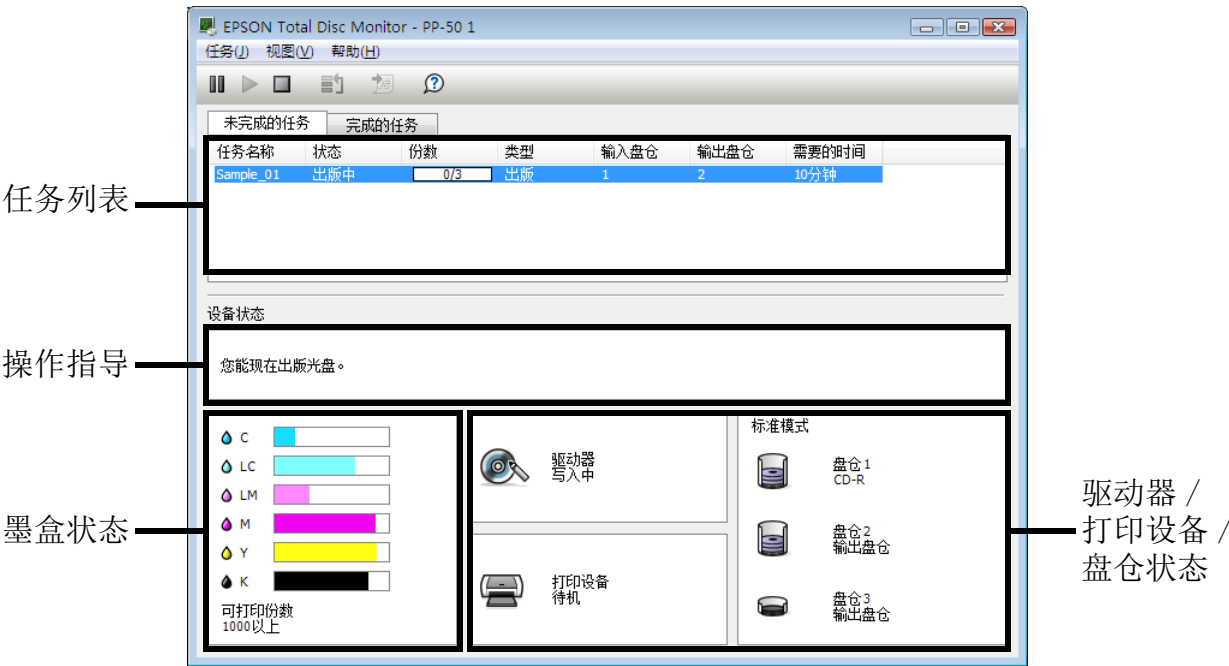 EPSON Total Disc Monitor - PP-50 1
任务(J) 视图(V) 帮助(H)
未完成的任务 完成的任务
任务名称 状态 份数 类型 输入盘仓 输出盘仓 需要的时间
Sample_01 出版中 0/3 出版 1 2 10分钟
任务列表
设备状态
操作指导
您能现在出版光盘。
墨盒状态
C
LC
LM
M
Y
K
可打印份数
1000以上
驱动器
写入中
打印设备
待机
标准模式
盘仓1
CD-R
盘仓2
输出盘仓
盘仓3
输出盘仓
驱动器 /
打印设备 /
盘仓状态